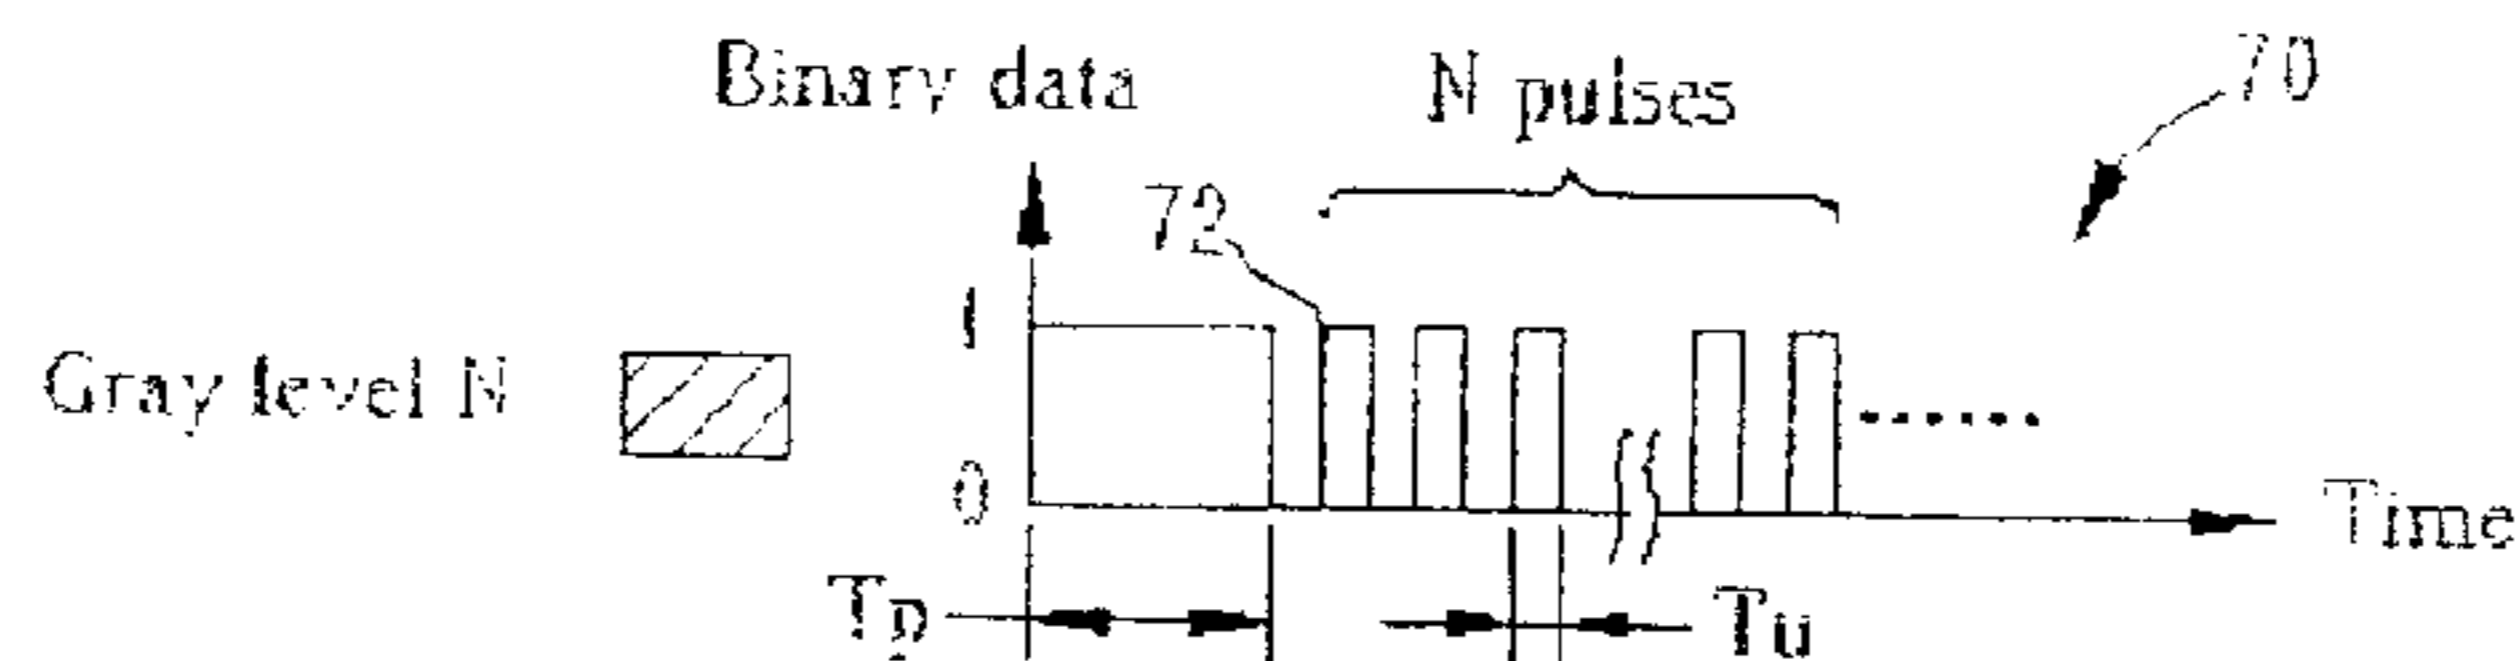 Binary data
N pulses
70
72
1
Gray level N
0
Time
Tp
Tu